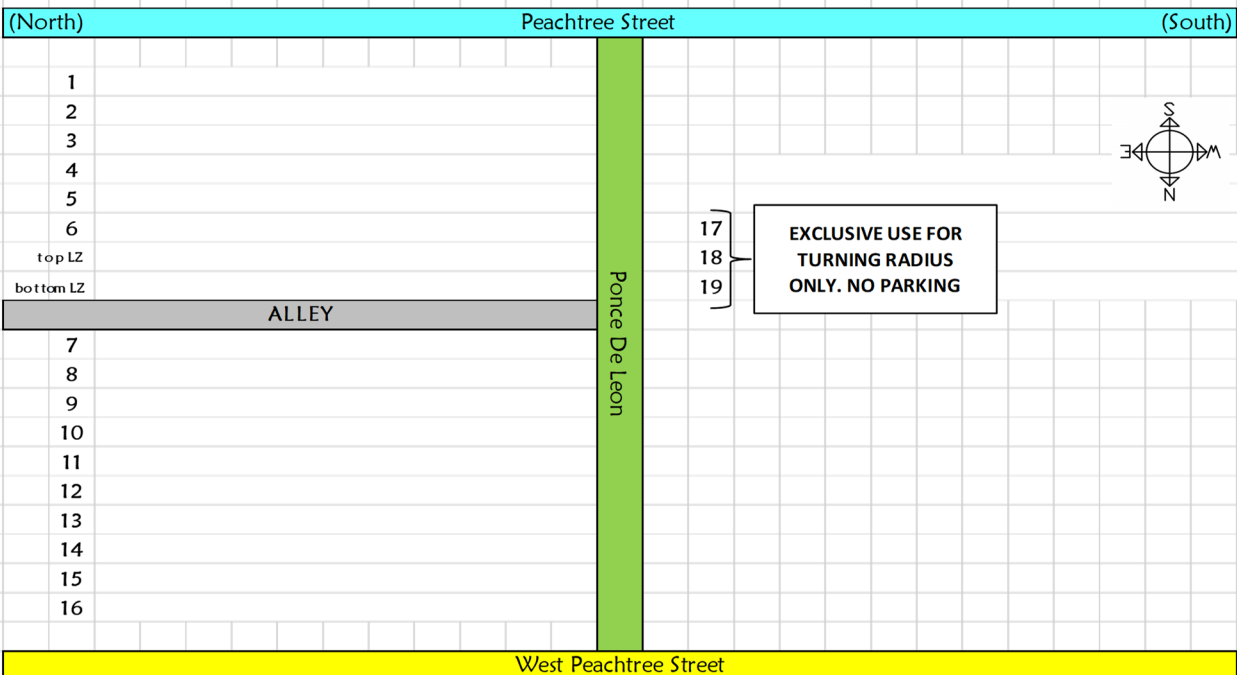 (North) Peachtree Street (South)
1
2
3
4
5
6
top LZ
bottom LZ
ALLEY
7
8
9
10
11
12
13
14
15
16
Ponce De Leon
17
18
19
EXCLUSIVE USE FOR
TURNING RADIUS
ONLY. NO PARKING
S
E W
N
West Peachtree Street